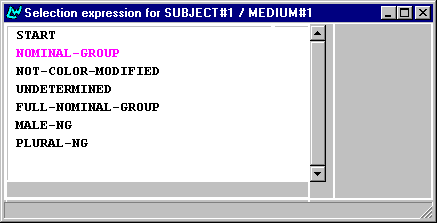 Selection expression for SUBJECT#1 / MEDIUM#1
START
NOMINAL-GROUP
NOT-COLOR-MODIFIED
UNDETERMINED
FULL-NOMINAL-GROUP
MALE-NG
PLURAL-NG